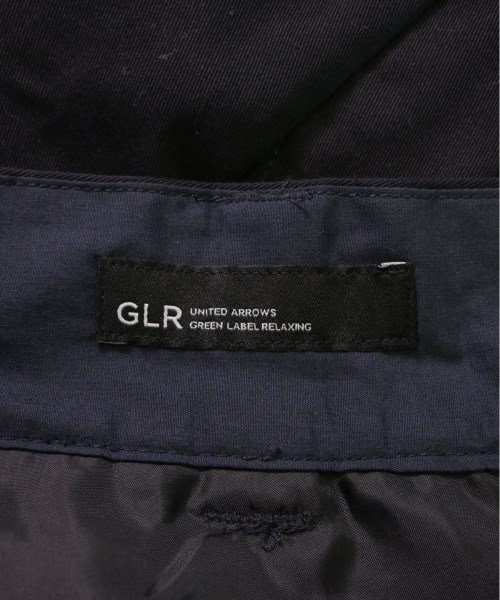 GLR
UNITED ARROWS
GREEN LABEL RELAXING